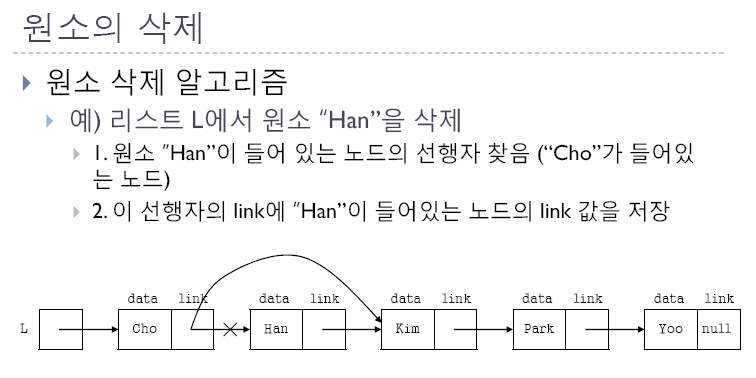 원소의 삭제
원소 삭제 알고리즘
예) 리스트 L에서 원소 “Han”을 삭제
1. 원소 “Han”이 들어 있는 노드의 선행자 찾음 (“Cho”가 들어있
는 노드)
2. 이 선행자의 link에 “Han”이 들어있는 노드의 link 값을 저장
data link data link data link data link data link
L Cho Han Kim Park Yoo null